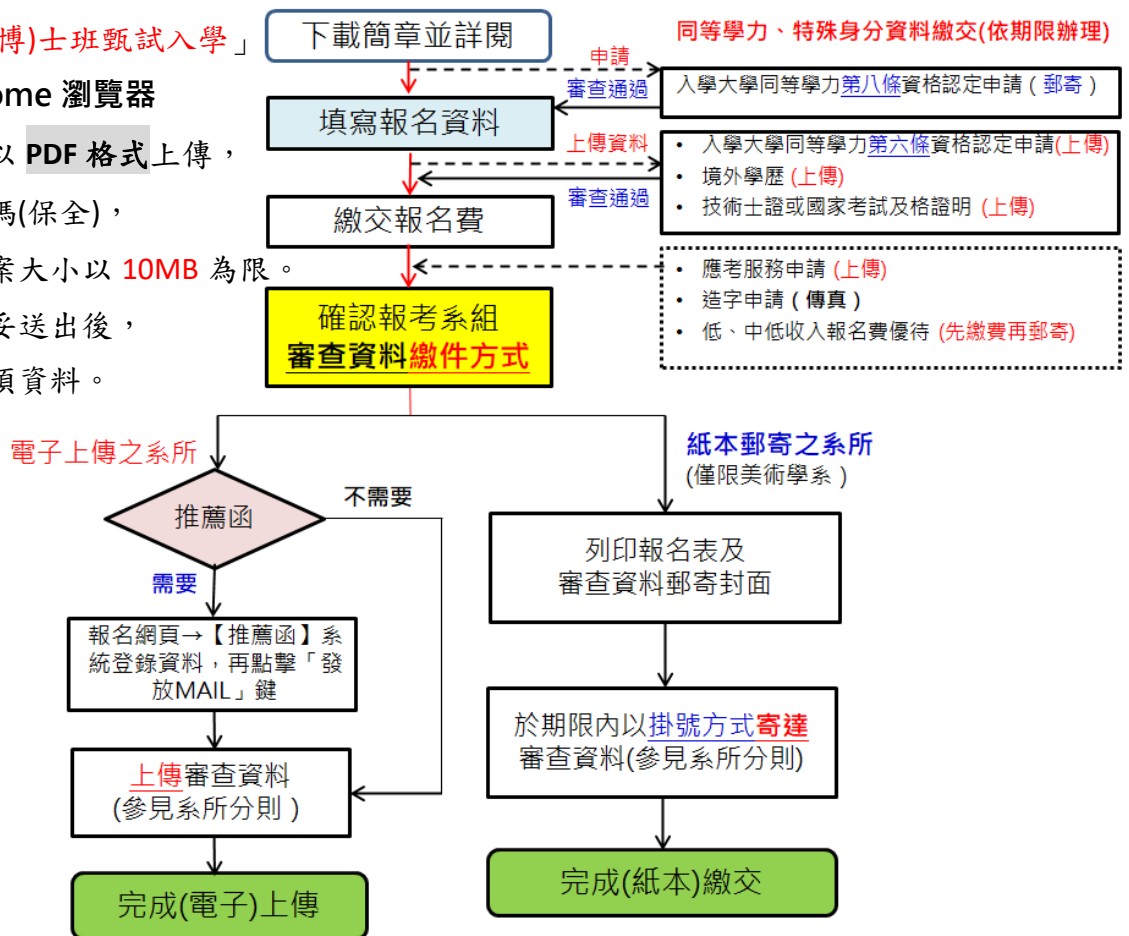 博)士班甄試入學」
ome 瀏覽器
以 PDF 格式上傳，
碼(保全)，
案大小以 10MB 為限。
妥送出後，
項資料。
下載簡章並詳閱
同等學力、特殊身分資料繳交(依期限辦理)
申請
審查通過
入學大學同等學力第八條資格認定申請（郵寄）
填寫報名資料
上傳資料
審查通過
• 入學大學同等學力第六條資格認定申請(上傳)
• 境外學歷 (上傳)
• 技術士證或國家考試及格證明 (上傳)
繳交報名費
• 應考服務申請 (上傳)
• 造字申請（傳真）
• 低、中低收入報名費優待 (先繳費再郵寄)
確認報考系組
審查資料繳件方式
電子上傳之系所
推薦函
不需要
需要
報名網頁→【推薦函】系
統登錄資料，再點擊「發
放MAIL」鍵
上傳審查資料
(參見系所分則）
完成(電子)上傳
紙本郵寄之系所
(僅限美術學系）
列印報名表及
審查資料郵寄封面
於期限內以掛號方式寄達
審查資料(參見系所分則)
完成(紙本)繳交